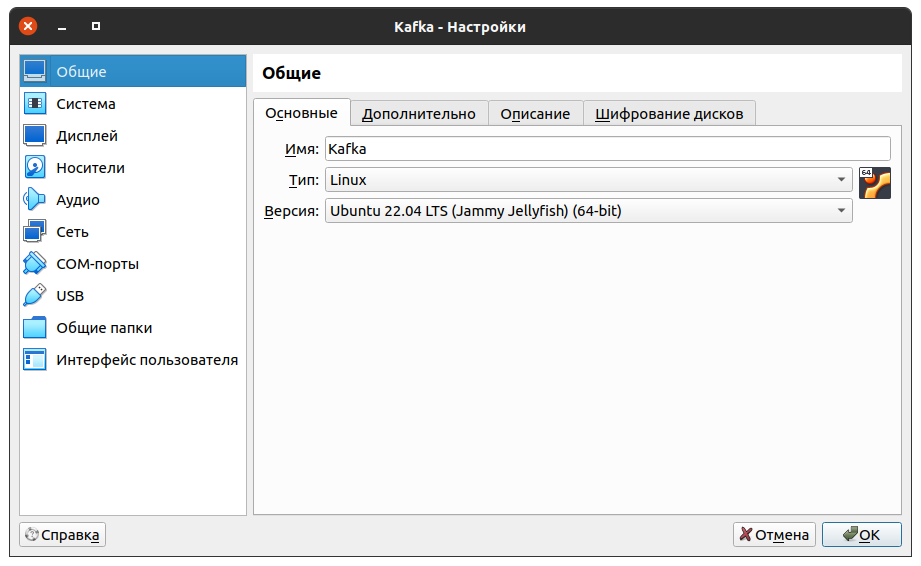 Kafka - Настройки
Общие
Система
Дисплей
Носители
Аудио
Сеть
COM-порты
USB
Общие папки
Интерфейс пользователя
Общие
Основные Дополнительно Описание Шифрование дисков
Имя: Kafka
Тип: Linux
64
Версия: Ubuntu 22.04 LTS (Jammy Jellyfish) (64-bit)
Справка Отмена OK